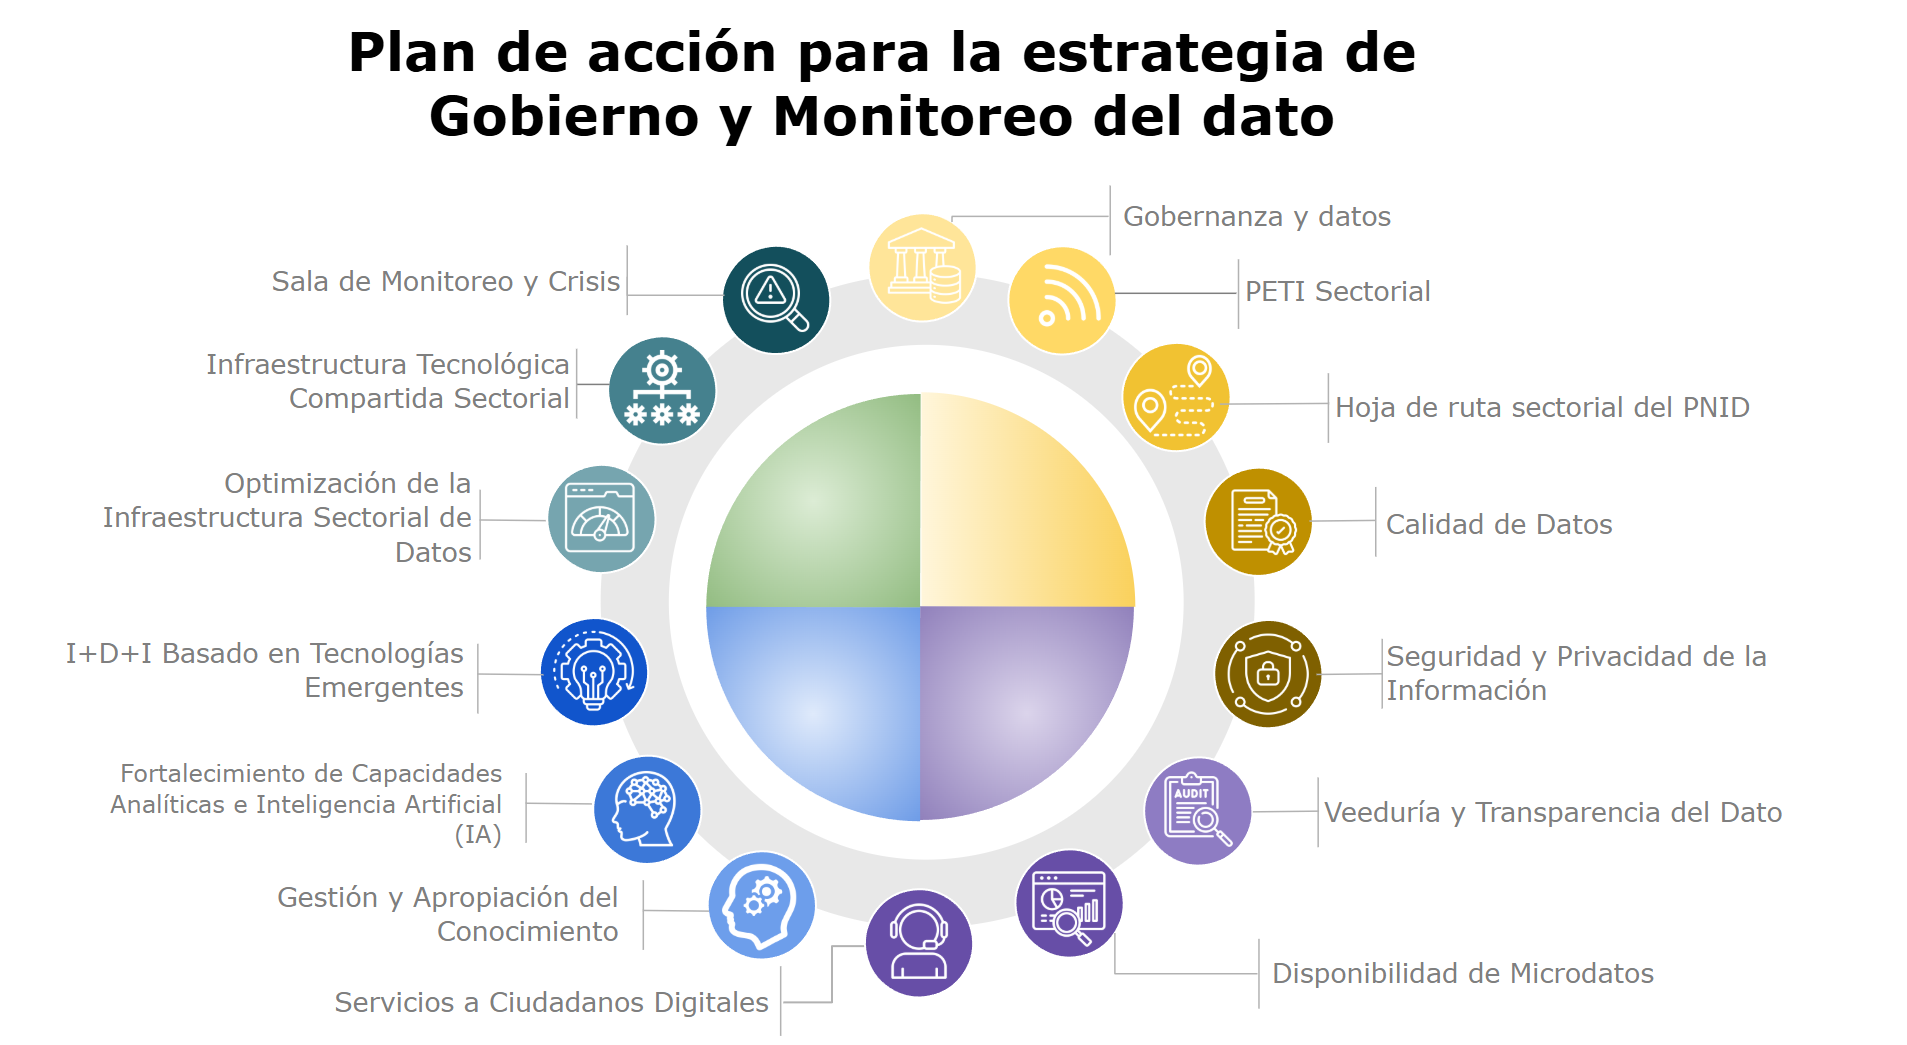 Plan de acción para la estrategia de
Gobierno y Monitoreo del dato
Gobernanza y datos
PETI Sectorial
Hoja de ruta sectorial del PNID
Calidad de Datos
Seguridad y Privacidad de la
Información
AUDIT
Veeduría y Transparencia del Dato
Disponibilidad de Microdatos
Servicios a Ciudadanos Digitales
Gestión y Apropiación del
Conocimiento
Fortalecimiento de Capacidades
Analíticas e Inteligencia Artificial
(IA)
I+D+I Basado en Tecnologías
Emergentes
Optimización de la
Infraestructura Sectorial de
Datos
Infraestructura Tecnológica
Compartida Sectorial
Sala de Monitoreo y Crisis